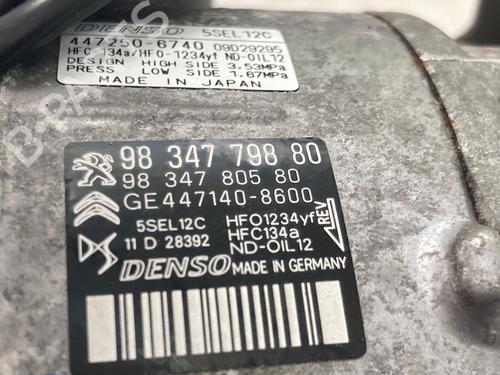 DENSO 5SEL12C
447250-6740 09D29295
HFC-134a/HFO-1234yf ND-OIL12
DESIGN HIGH SIDE 3.53MPa
PRESS LOW SIDE 1.67MPa
MADE IN JAPAN
98 347 798 80
98 347 805 80
GE447140-8600
5SEL12C HFO1234yf
11 D 28392 HFC134a
ND-OIL12
REV
DENSO MADE IN GERMANY
B-PARTS